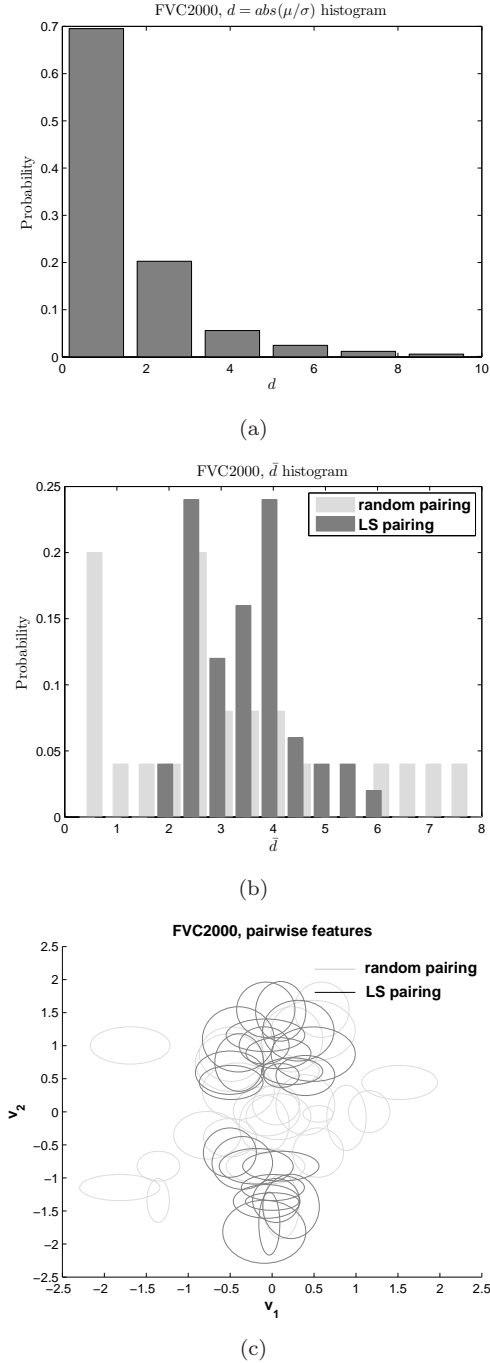 FVC2000, d = abs(μ/σ) histogram
0.7
0.6
0.5
0.4
0.3
0.2
0.1
0
Probability
0 2 4 6 8 10
d
(a)
FVC2000, d̄ histogram
0.25
0.2
0.15
0.1
0.05
0
Probability
random pairing
LS pairing
0 1 2 3 4 5 6 7 8
d̄
(b)
FVC2000, pairwise features
2.5
2
1.5
1
0.5
0
−0.5
−1
−1.5
−2
−2.5
v2
random pairing
LS pairing
−2.5 −2 −1.5 −1 −0.5 0 0.5 1 1.5 2 2.5
v1
(c)